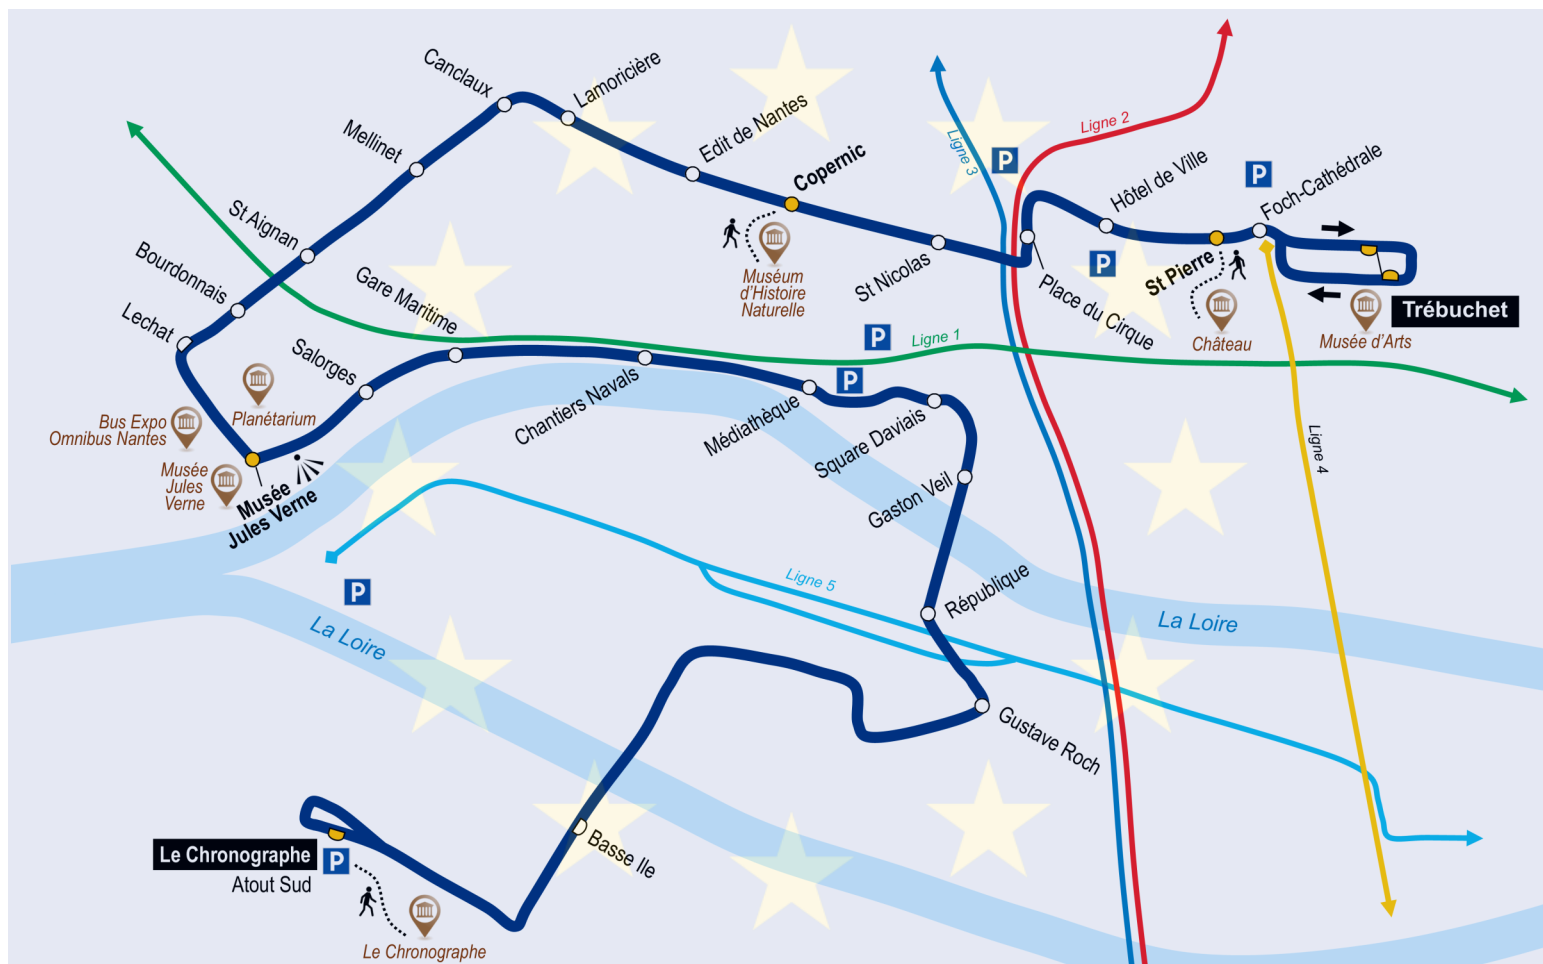 Canclaux
Lamoricière
Mellinet
Edit de Nantes
Copernic
Ligne 3
P
Ligne 2
Hôtel de Ville
P
Foch-Cathédrale
St Aignan
Bourdonnais
Lechat
Gare Maritime
Salorges
Muséum
d'Histoire
Naturelle
St Nicolas
Place du Cirque
P
St Pierre
Château
Trébuchet
Musée d'Arts
P
Ligne 1
P
Planétarium
Bus Expo
Omnibus Nantes
Musée
Jules
Verne
Musée
Jules Verne
Chantiers Navals
Médiathèque
Square Daviais
Gaston Veil
Ligne 4
République
Ligne 5
P
La Loire
La Loire
Gustave Roch
Basse Ile
Le Chronographe
P
Atout Sud
Le Chronographe